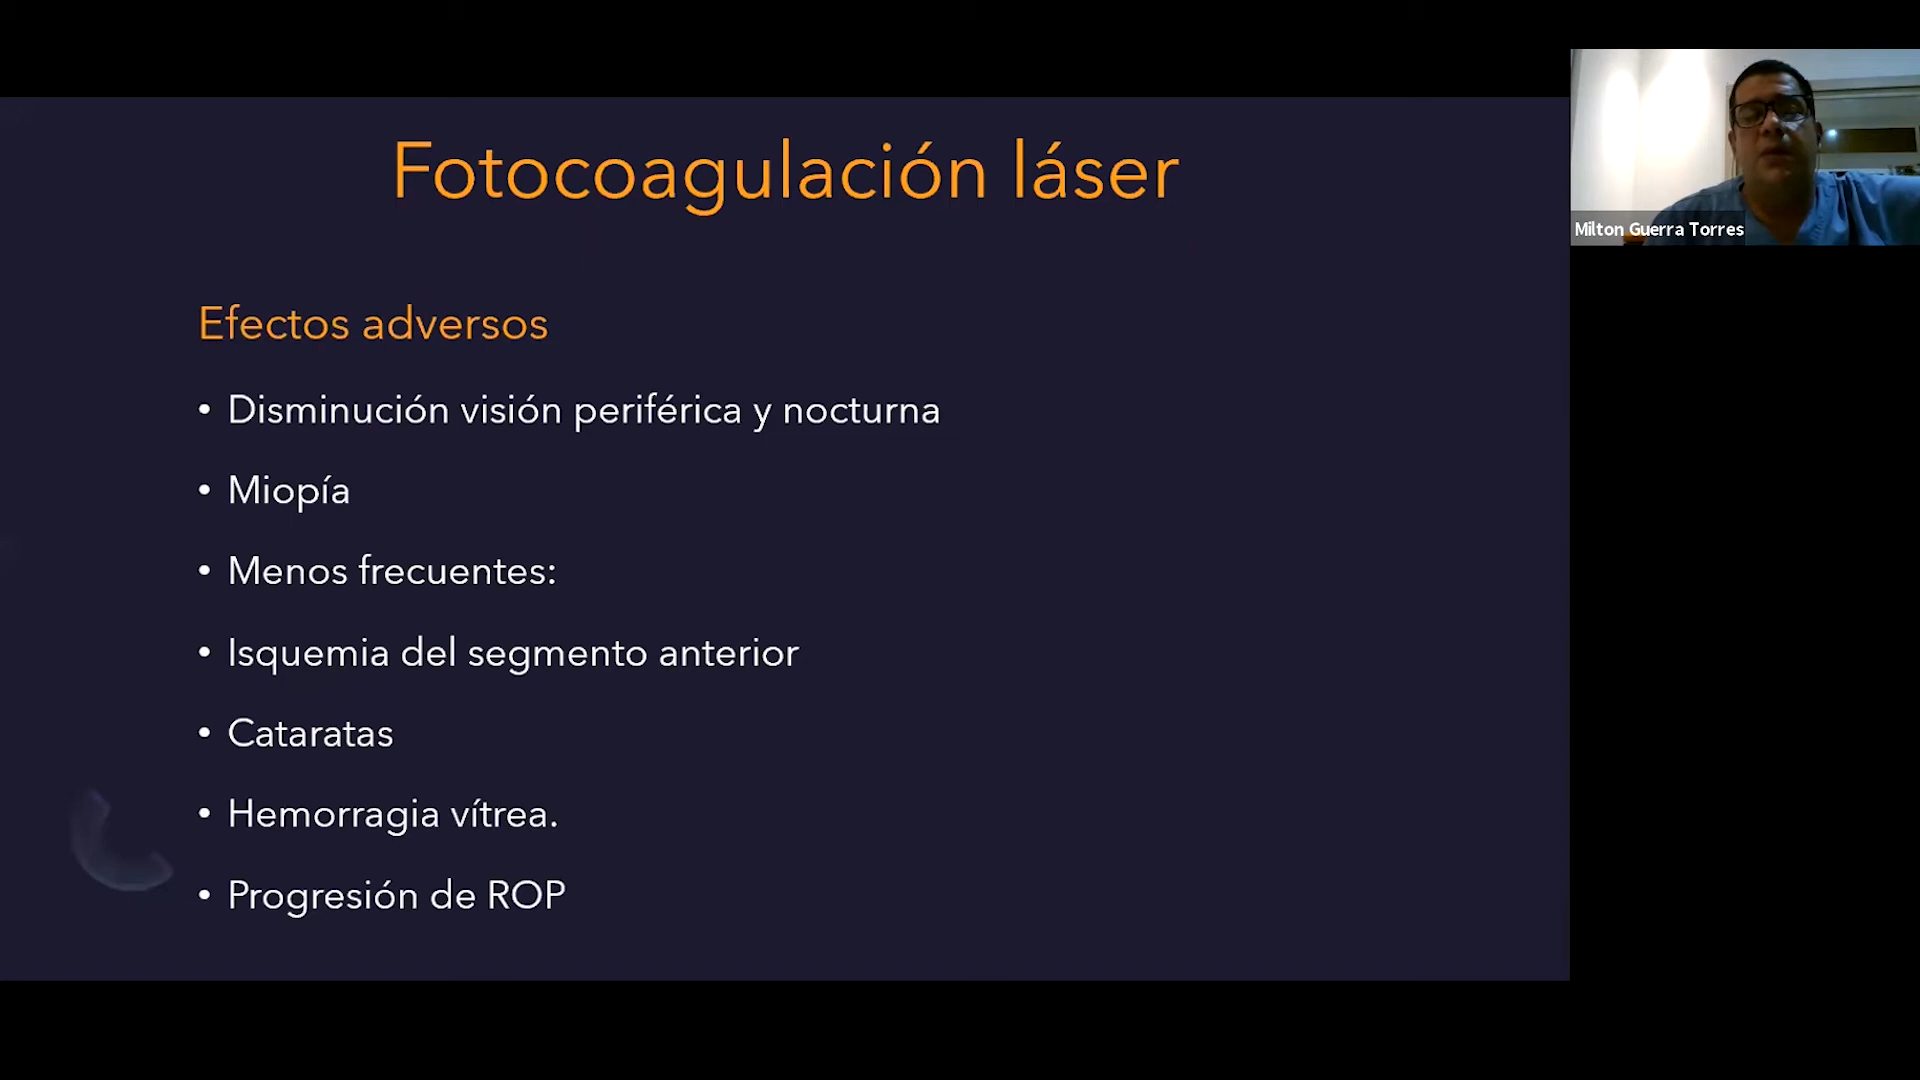 Fotocoagulación láser
Milton Guerra Torres
Efectos adversos
• Disminución visión periférica y nocturna
• Miopía
• Menos frecuentes:
• Isquemia del segmento anterior
• Cataratas
• Hemorragia vítrea.
• Progresión de ROP